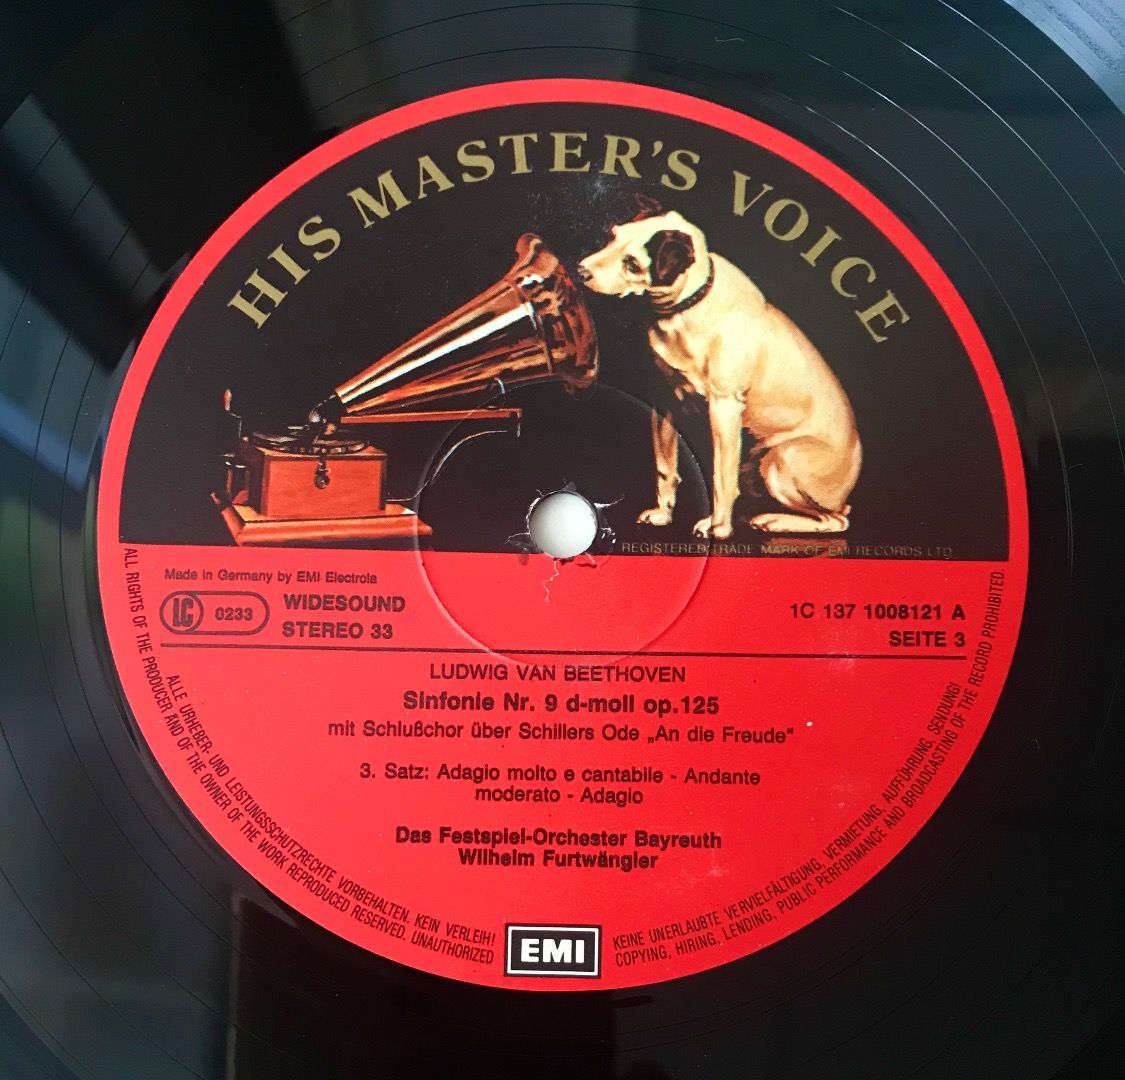 HIS MASTER'S VOICE
REGISTERED TRADE MARK OF EMI RECORDS LTD.
Made in Germany by EMI Electrola
LC 0233
WIDESOUND
STEREO 33
1C 137 1008121 A
SEITE 3
LUDWIG VAN BEETHOVEN
Sinfonie Nr. 9 d-moll op.125
mit Schlußchor über Schillers Ode „An die Freude“
3. Satz: Adagio molto e cantabile - Andante
moderato - Adagio
Das Festspiel-Orchester Bayreuth
Wilhelm Furtwängler
EMI
ALLE URHEBER- UND LEISTUNGSSCHUTZRECHTE VORBEHALTEN. KEIN VERLEIH! KEINE UNERLAUBTE VERVIELFÄLTIGUNG, VERMIETUNG, AUFFÜHRUNG, SENDUNG!
ALL RIGHTS OF THE PRODUCER AND OF THE OWNER OF THE WORK REPRODUCED RESERVED. UNAUTHORIZED COPYING, HIRING, LENDING, PUBLIC PERFORMANCE AND BROADCASTING OF THE RECORD PROHIBITED.